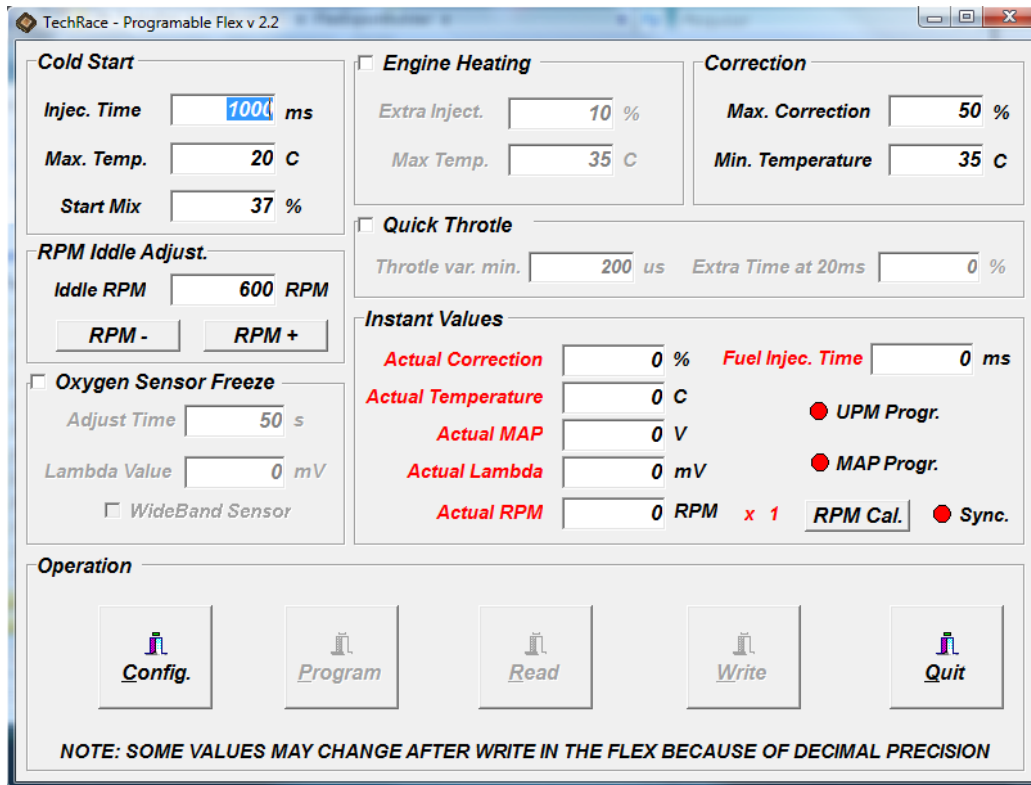 TechRace - Programable Flex v 2.2
Cold Start
Injec. Time 1000 ms
Max. Temp. 20 C
Start Mix 37 %
Engine Heating
Extra Inject. 10 %
Max Temp. 35 C
Correction
Max. Correction 50 %
Min. Temperature 35 C
Quick Throtle
Throtle var. min. 200 us Extra Time at 20ms 0 %
RPM Iddle Adjust.
Iddle RPM 600 RPM
RPM - RPM +
Oxygen Sensor Freeze
Adjust Time 50 s
Lambda Value 0 mV
WideBand Sensor
Instant Values
Actual Correction 0 % Fuel Injec. Time 0 ms
Actual Temperature 0 C
UPM Progr.
Actual MAP 0 V
MAP Progr.
Actual Lambda 0 mV
Actual RPM 0 RPM x 1 RPM Cal. Sync.
Operation
Config. Program Read Write Quit
NOTE: SOME VALUES MAY CHANGE AFTER WRITE IN THE FLEX BECAUSE OF DECIMAL PRECISION